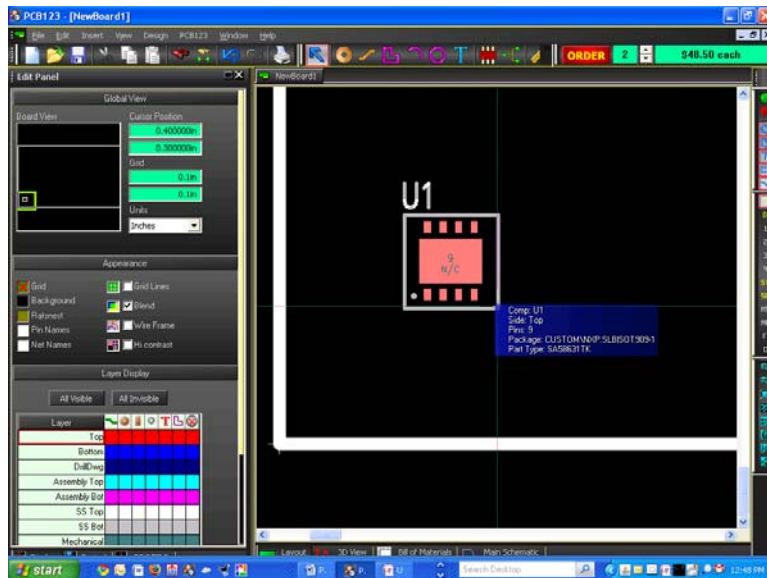 PCB123 - [NewBoard1]
File Edit Insert View Design PCB123 Window Help
ORDER 2 $48.50 each
Edit Panel
NewBoard1
Global View
Board View
Cursor Position
0.400000in
0.300000in
Grid
0.1in
0.1in
Units
Inches
Appearance
Grid
Grid Lines
Background
Blend
Ratsnest
Wire Frame
Pin Names
Hi contrast
Net Names
Layer Display
All Visible
All Invisible
Layer
Top
Bottom
DrillDwg
Assembly Top
Assembly Bot
SS Top
SS Bot
Mechanical
U1
9
N/C
Comp: U1
Side: Top
Pins: 9
Package: CUSTOM\NXP.SLB|SOT909-1
Part Type: SA58631TK
Layout
3D View
Bill of Materials
Main Schematic
start
P.
P.
U
Search Desktop
12:48 PM